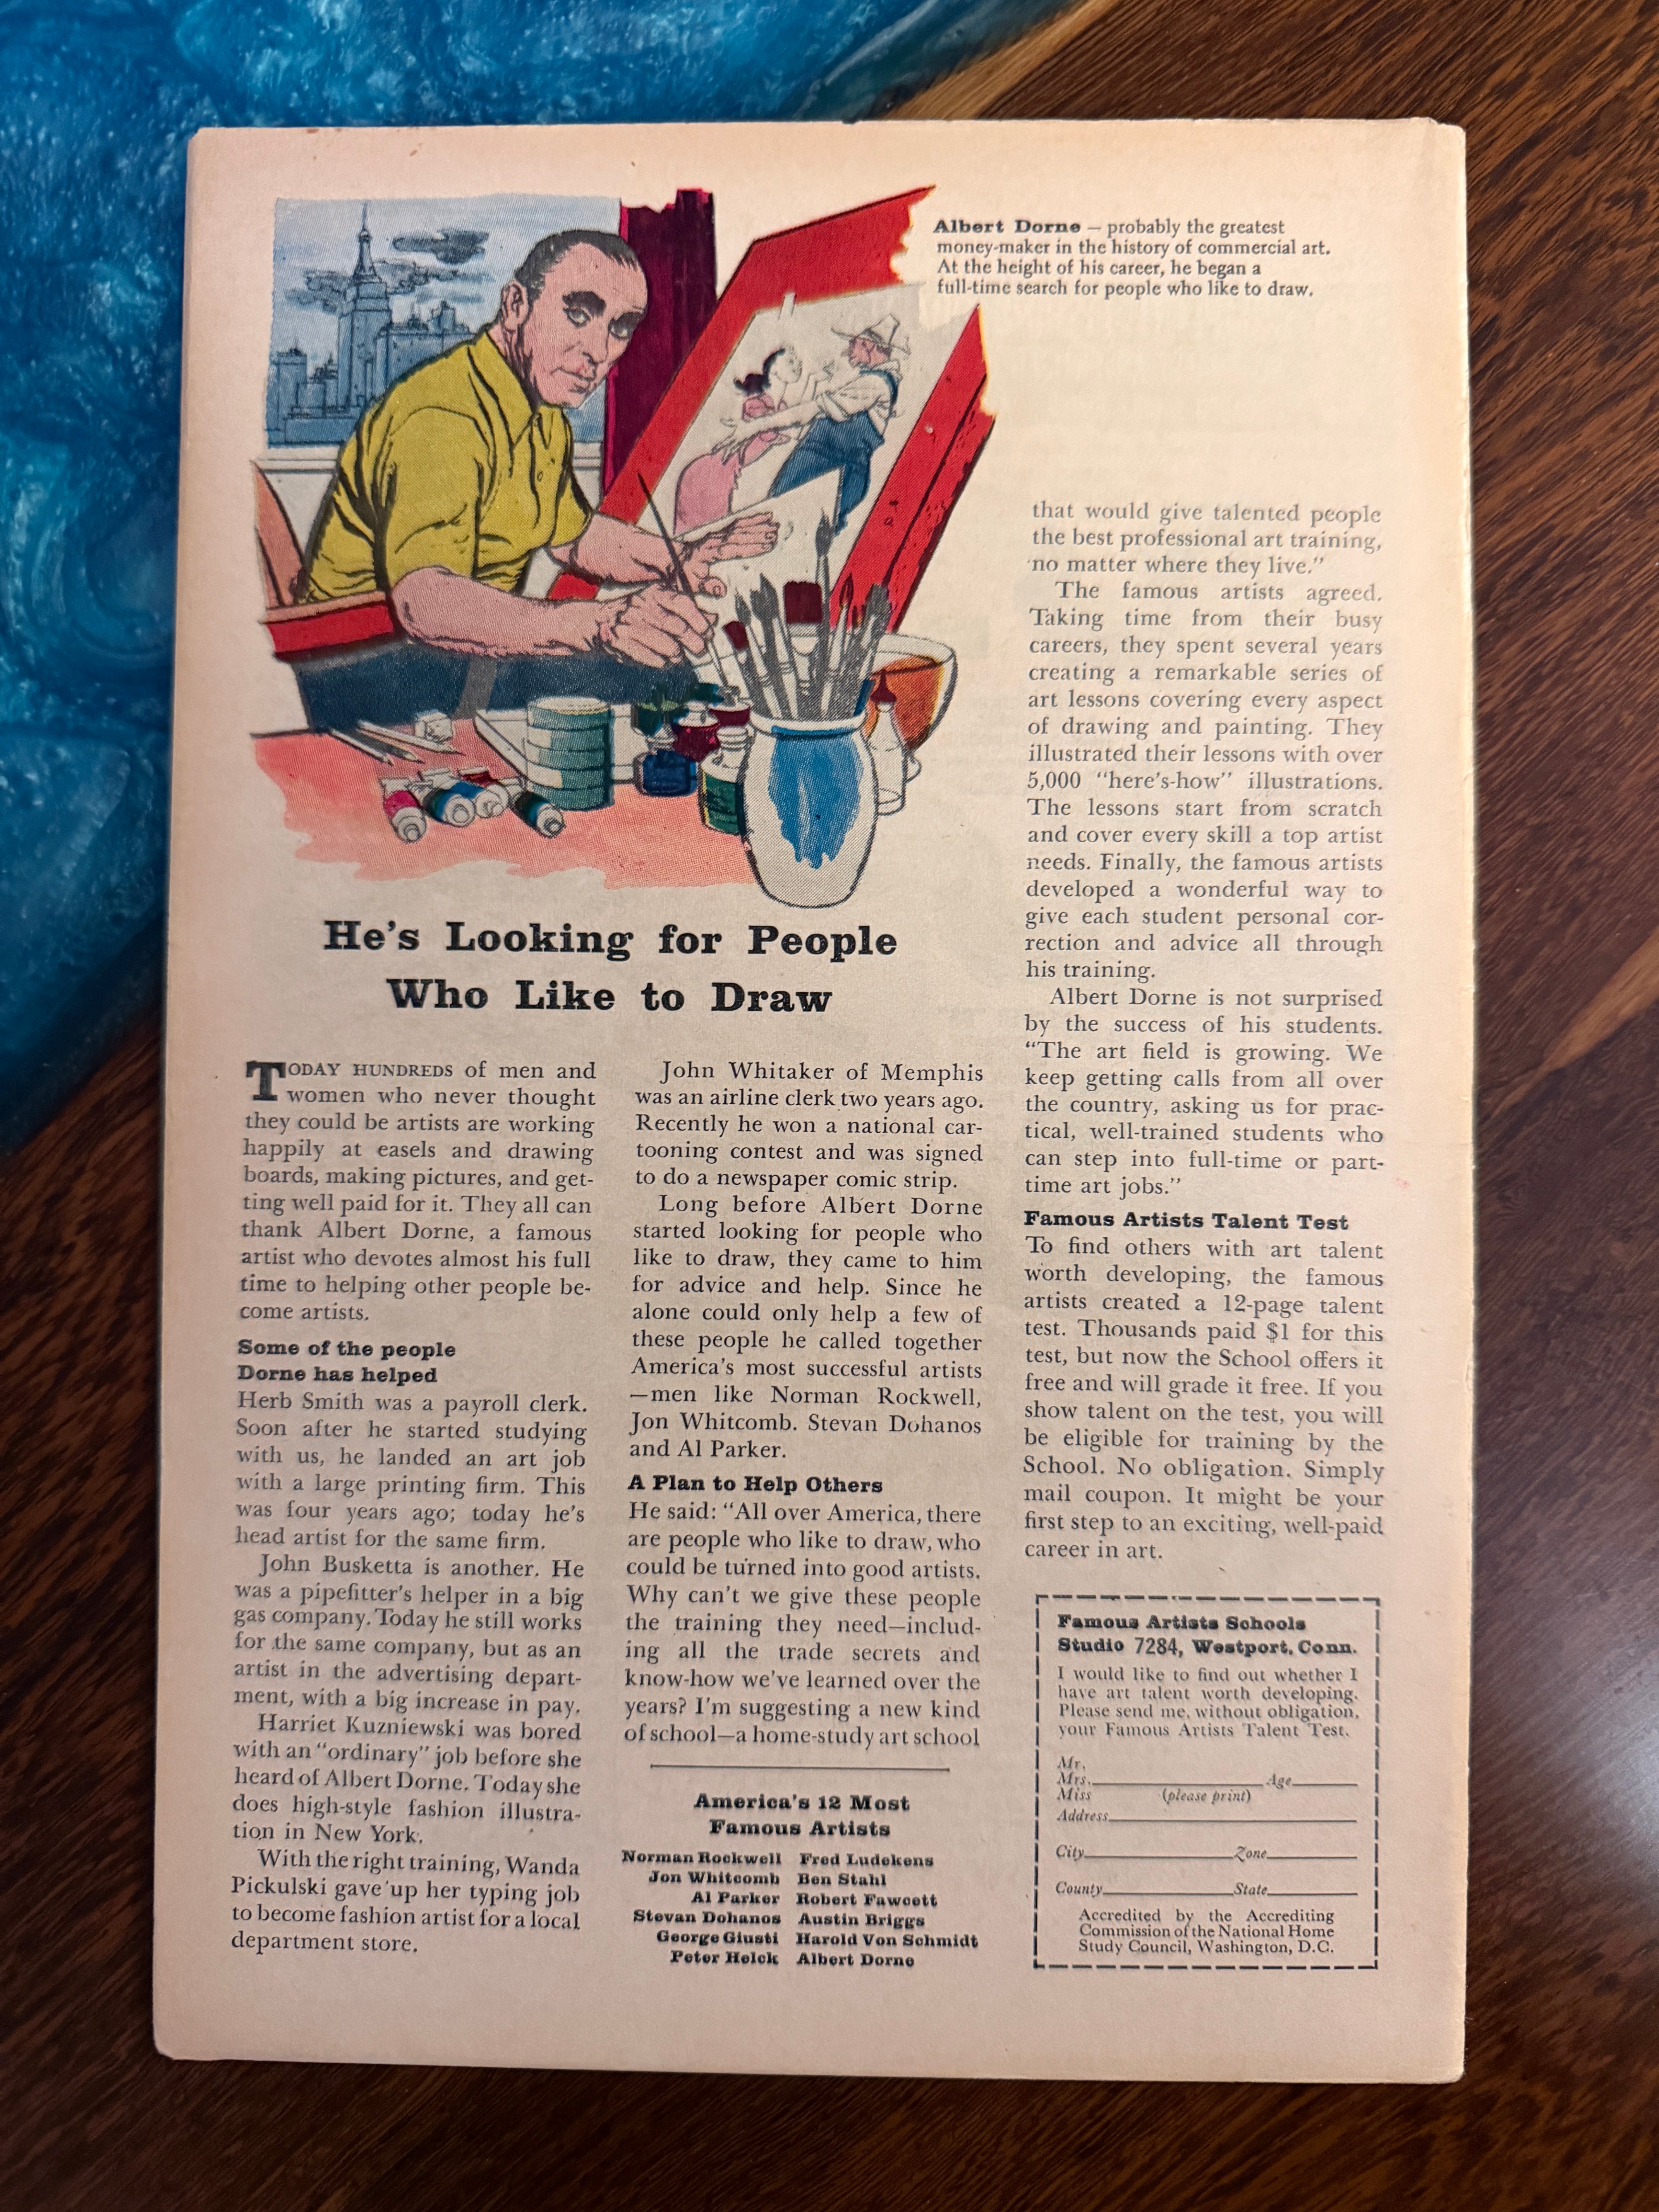 Albert Dorne — probably the greatest
money-maker in the history of commercial art.
At the height of his career, he began a
full-time search for people who like to draw.
He's Looking for People
Who Like to Draw
TODAY HUNDREDS of men and
women who never thought
they could be artists are working
happily at easels and drawing
boards, making pictures, and get-
ting well paid for it. They all can
thank Albert Dorne, a famous
artist who devotes almost his full
time to helping other people be-
come artists.
Some of the people
Dorne has helped
Herb Smith was a payroll clerk.
Soon after he started studying
with us, he landed an art job
with a large printing firm. This
was four years ago; today he's
head artist for the same firm.
John Busketta is another. He
was a pipefitter's helper in a big
gas company. Today he still works
for the same company, but as an
artist in the advertising depart-
ment, with a big increase in pay.
Harriet Kuzniewski was bored
with an "ordinary" job before she
heard of Albert Dorne. Today she
does high-style fashion illustra-
tion in New York.
With the right training, Wanda
Pickulski gave up her typing job
to become fashion artist for a local
department store.
John Whitaker of Memphis
was an airline clerk two years ago.
Recently he won a national car-
tooning contest and was signed
to do a newspaper comic strip.
Long before Albert Dorne
started looking for people who
like to draw, they came to him
for advice and help. Since he
alone could only help a few of
these people he called together
America's most successful artists
—men like Norman Rockwell,
Jon Whitcomb. Stevan Dohanos
and Al Parker.
A Plan to Help Others
He said: "All over America, there
are people who like to draw, who
could be turned into good artists.
Why can't we give these people
the training they need—includ-
ing all the trade secrets and
know-how we've learned over the
years? I'm suggesting a new kind
of school—a home-study art school
that would give talented people
the best professional art training,
no matter where they live."
The famous artists agreed.
Taking time from their busy
careers, they spent several years
creating a remarkable series of
art lessons covering every aspect
of drawing and painting. They
illustrated their lessons with over
5,000 "here's-how" illustrations.
The lessons start from scratch
and cover every skill a top artist
needs. Finally, the famous artists
developed a wonderful way to
give each student personal cor-
rection and advice all through
his training.
Albert Dorne is not surprised
by the success of his students.
"The art field is growing. We
keep getting calls from all over
the country, asking us for prac-
tical, well-trained students who
can step into full-time or part-
time art jobs."
Famous Artists Talent Test
To find others with art talent
worth developing, the famous
artists created a 12-page talent
test. Thousands paid $1 for this
test, but now the School offers it
free and will grade it free. If you
show talent on the test, you will
be eligible for training by the
School. No obligation. Simply
mail coupon. It might be your
first step to an exciting, well-paid
career in art.
America's 12 Most
Famous Artists
Norman Rockwell Fred Ludekens
Jon Whitcomb Ben Stahl
Al Parker Robert Fawcett
Stevan Dohanos Austin Briggs
George Giusti Harold Von Schmidt
Peter Helck Albert Dorne
Famous Artists Schools
Studio 7284, Westport, Conn.
I would like to find out whether I
have art talent worth developing.
Please send me, without obligation,
your Famous Artists Talent Test.
Mr.
Mrs. Age
Miss (please print)
Address
City Zone
County State
Accredited by the Accrediting
Commission of the National Home
Study Council, Washington, D.C.